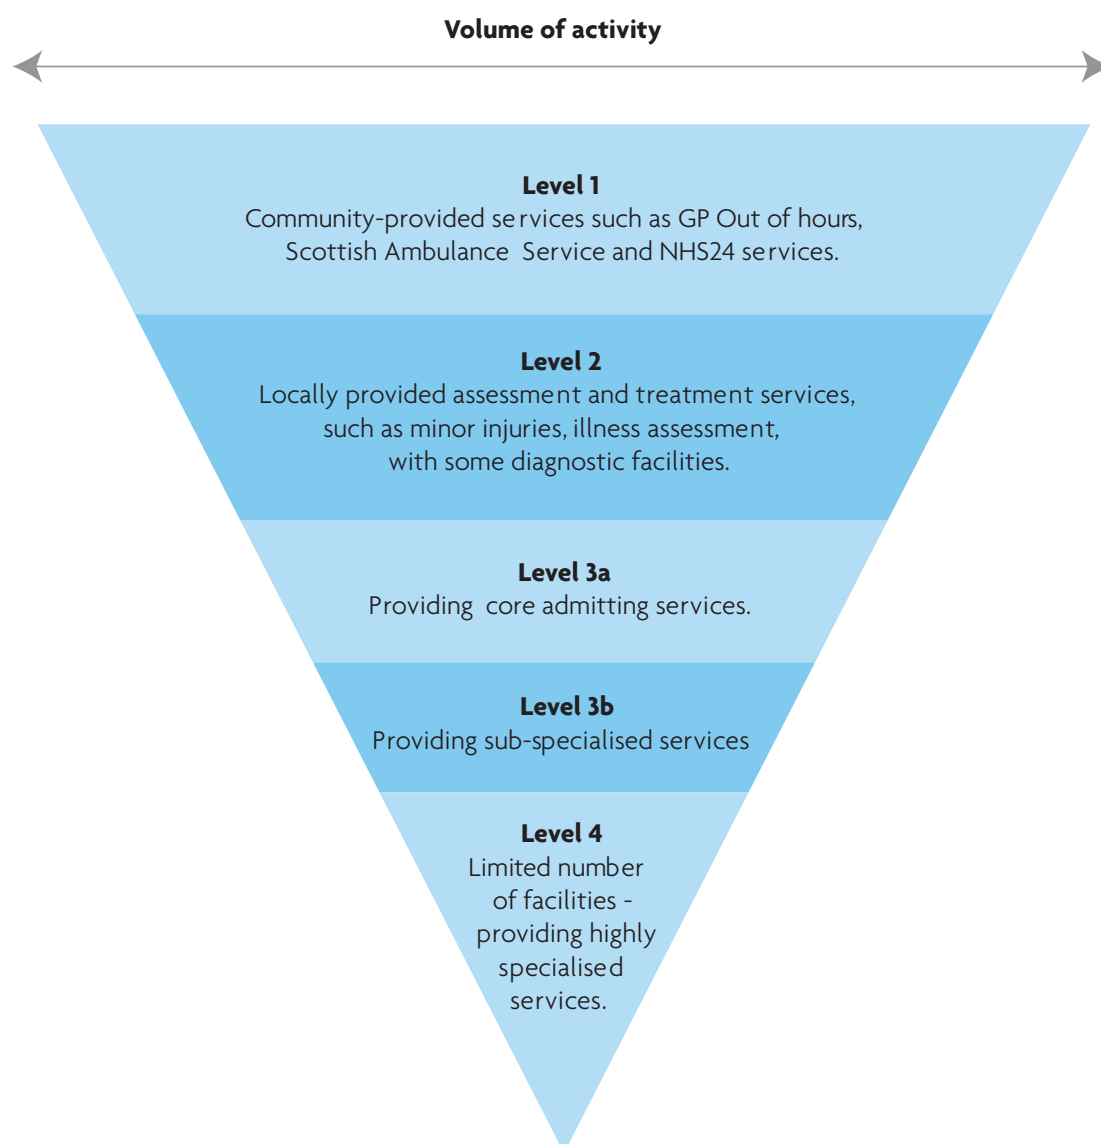 Volume of activity
Level 1
Community-provided services such as GP Out of hours,
Scottish Ambulance Service and NHS24 services.
Level 2
Locally provided assessment and treatment services,
such as minor injuries, illness assessment,
with some diagnostic facilities.
Level 3a
Providing core admitting services.
Level 3b
Providing sub-specialised services
Level 4
Limited number
of facilities -
providing highly
specialised
services.